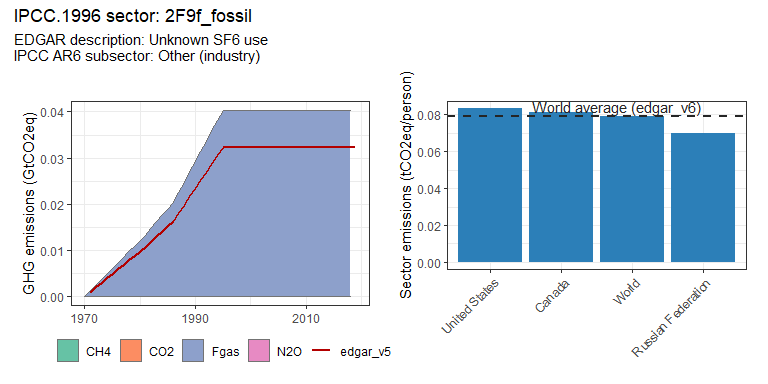 IPCC.1996 sector: 2F9f_fossil
EDGAR description: Unknown SF6 use
IPCC AR6 subsector: Other (industry)
GHG emissions (GtCO2eq)
0.04
0.03
0.02
0.01
0.00
1970
1990
2010
CH4
CO2
Fgas
N2O
edgar_v5
Sector emissions (tCO2eq/person)
World average (edgar_v6)
0.08
0.06
0.04
0.02
0.00
United States
Canada
World
Russian Federation